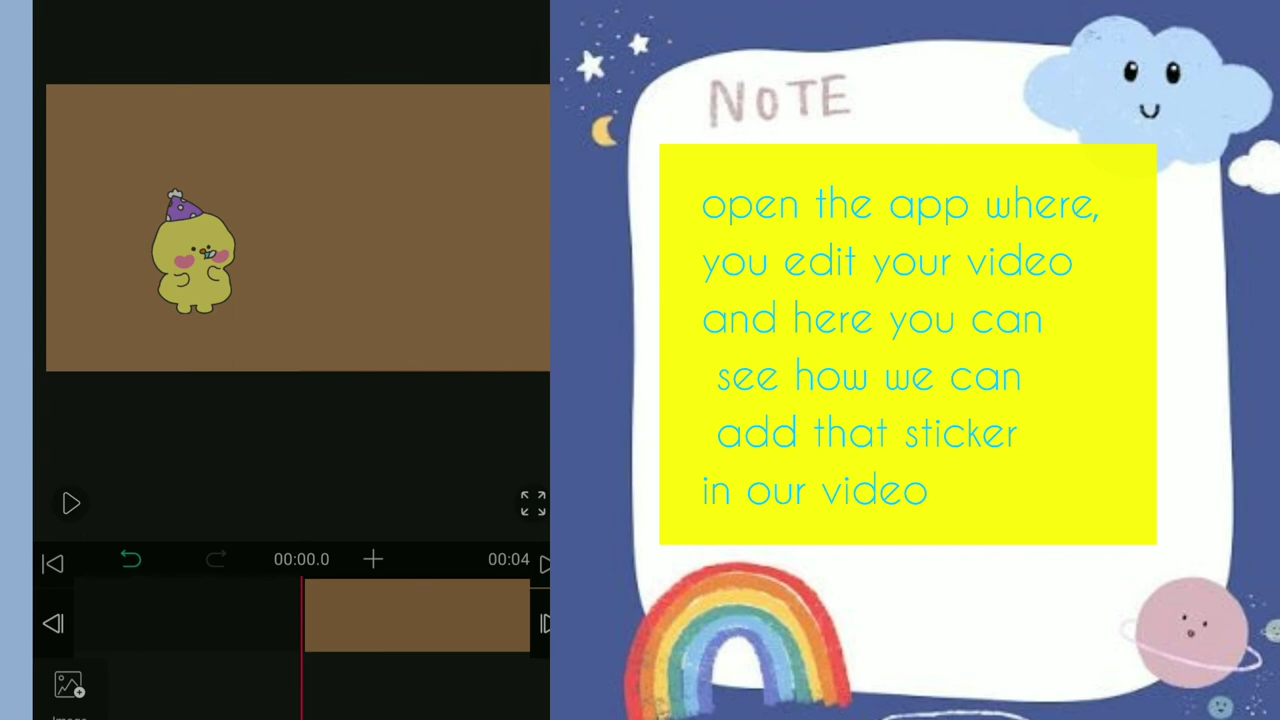 00:00.0
00:04
NoTE
open the app where,
you edit your video
and here you can
see how we can
add that sticker
in our video